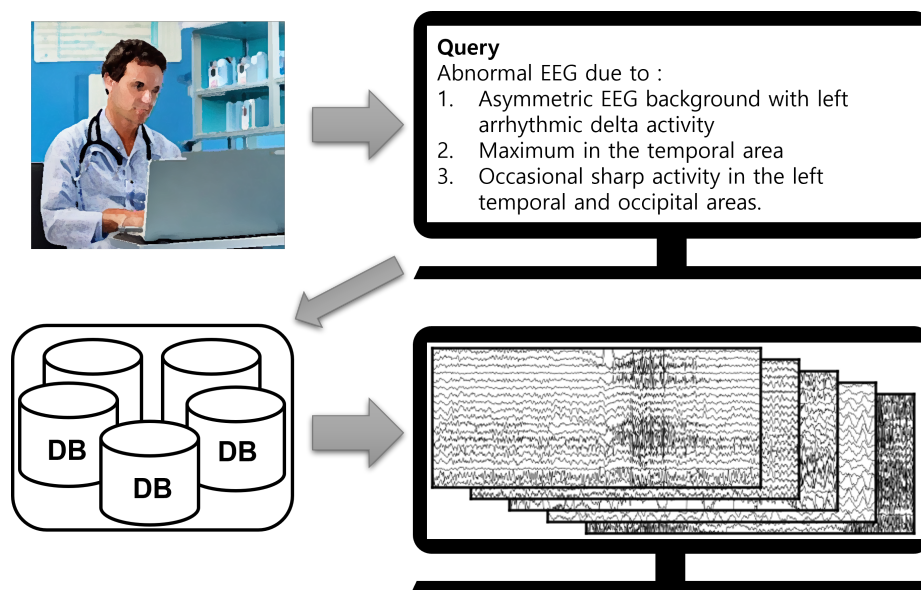 Query
Abnormal EEG due to :
1. Asymmetric EEG background with left
arrhythmic delta activity
2. Maximum in the temporal area
3. Occasional sharp activity in the left
temporal and occipital areas.
DB
DB
DB